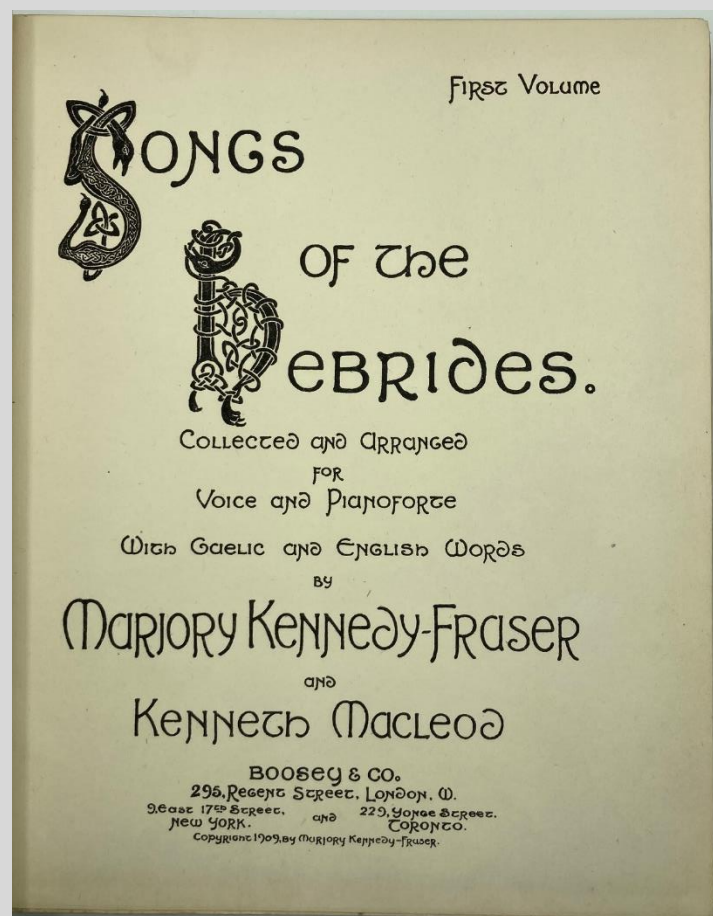 First Volume
Songs
of the
Hebrides.
Collected and Arranged
for
Voice and Pianoforte
With Gaelic and English Words
by
Marjory Kennedy-Fraser
and
Kenneth Macleod
Boosey & Co.
295, Regent Street, London, W.
9, East 17th Street, and 229, Yonge Street.
New York. Toronto.
Copyright 1909, by Marjory Kennedy-Fraser.